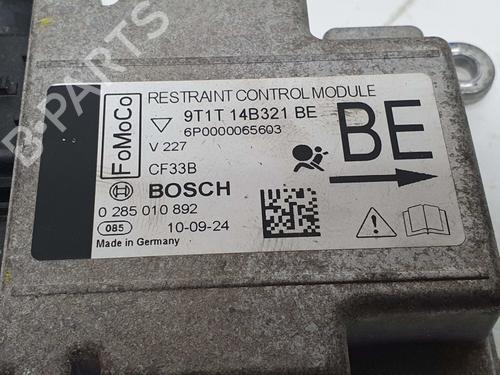 FoMoCo
RESTRAINT CONTROL MODULE
9T1T 14B321 BE
6P0000065603
V 227
CF33B
BE
BOSCH
0 285 010 892
085
10-09-24
Made in Germany
B-PARTS